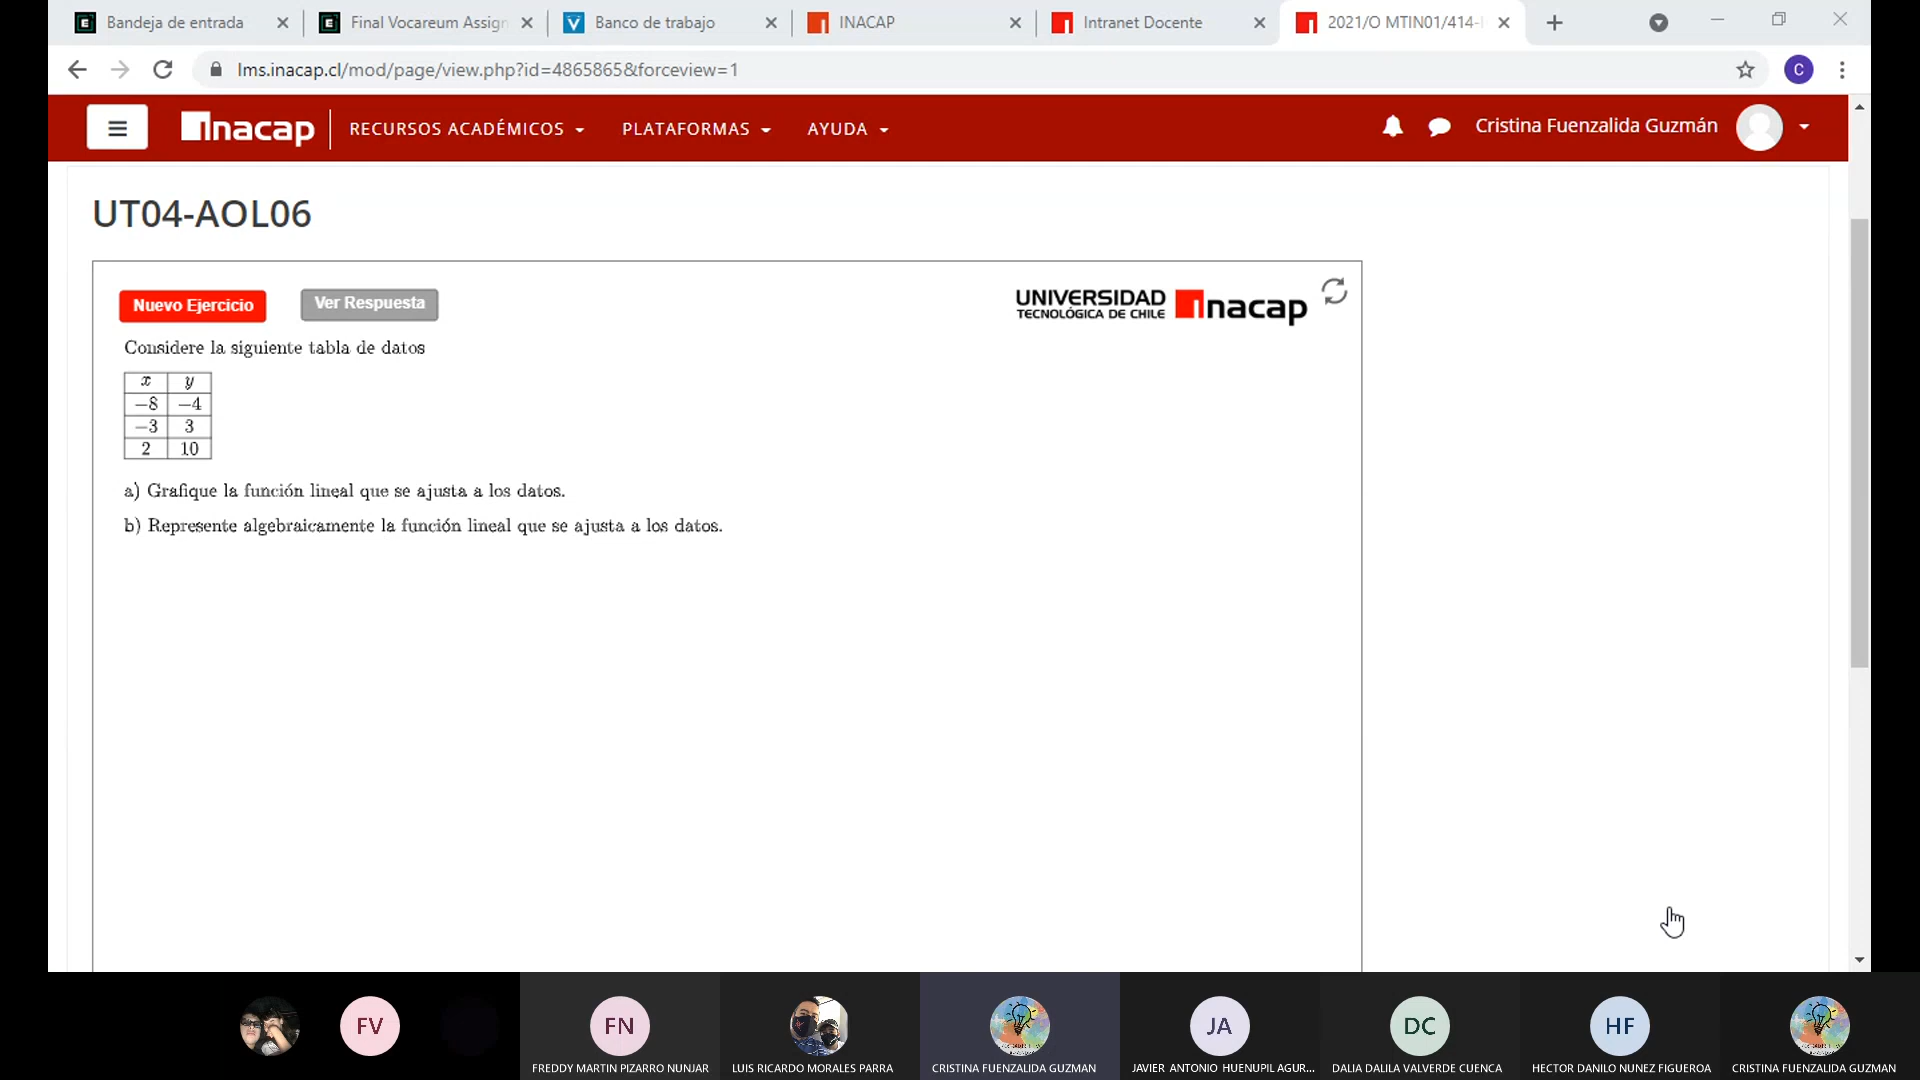 Bandeja de entrada
Final Vocareum Assign
Banco de trabajo
INACAP
Intranet Docente
2021/O MTIN01/414-
lms.inacap.cl/mod/page/view.php?id=4865865&forceview=1
C
inacap
RECURSOS ACADÉMICOS
PLATAFORMAS
AYUDA
Cristina Fuenzalida Guzmán
UT04-AOL06
Nuevo Ejercicio
Ver Respuesta
UNIVERSIDAD
TECNOLÓGICA DE CHILE
inacap
Considere la siguiente tabla de datos
x y
−8 −4
−3 3
2 10
a) Grafique la función lineal que se ajusta a los datos.
b) Represente algebraicamente la función lineal que se ajusta a los datos.
FV
FN
JA
DC
HF
FREDDY MARTIN PIZARRO NUNJAR
LUIS RICARDO MORALES PARRA
CRISTINA FUENZALIDA GUZMAN
JAVIER ANTONIO HUENUPIL AGUR...
DALIA DALILA VALVERDE CUENCA
HECTOR DANILO NUNEZ FIGUEROA
CRISTINA FUENZALIDA GUZMAN